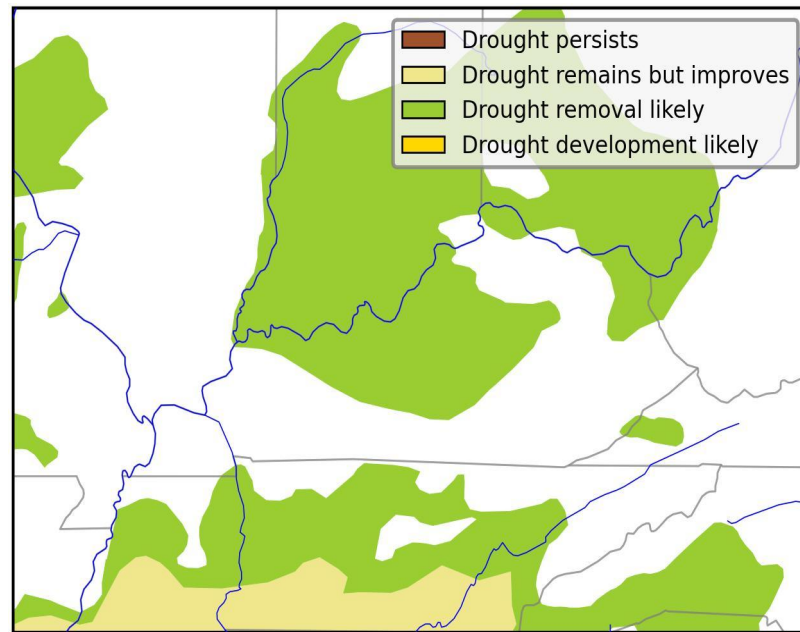 Drought persists
Drought remains but improves
Drought removal likely
Drought development likely